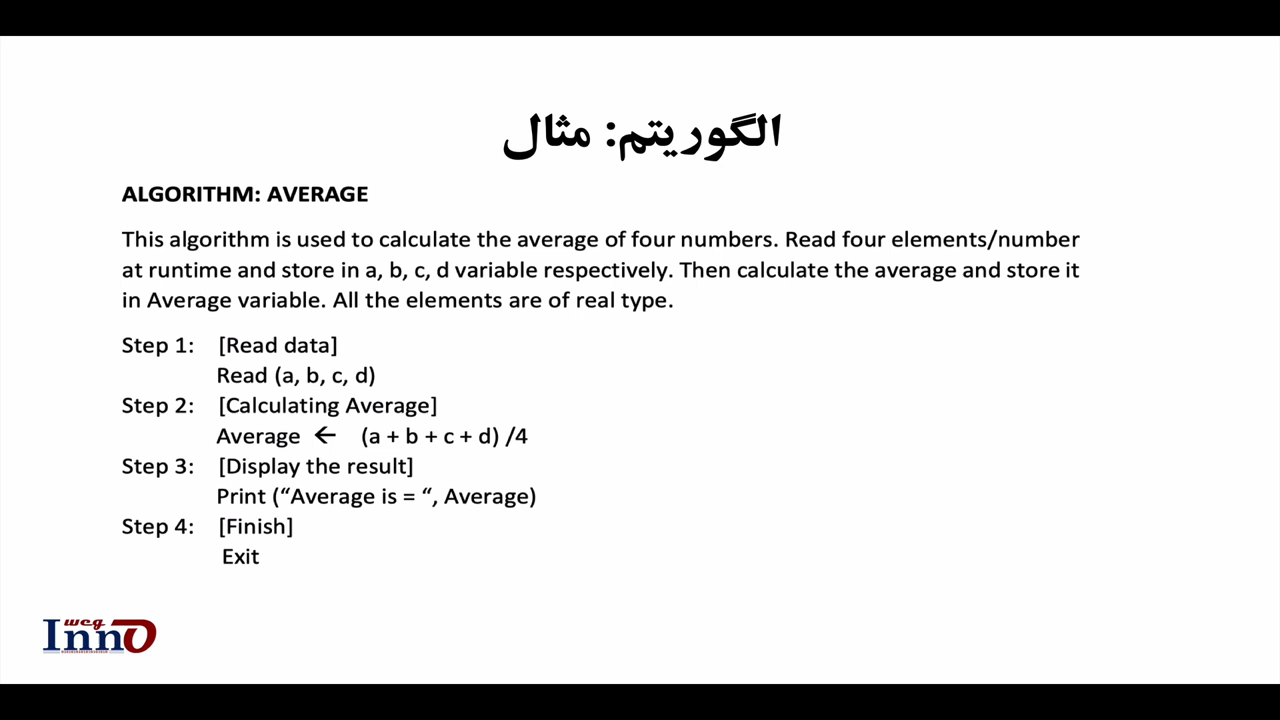 الگوریتم: مثال
ALGORITHM: AVERAGE
This algorithm is used to calculate the average of four numbers. Read four elements/number
at runtime and store in a, b, c, d variable respectively. Then calculate the average and store it
in Average variable. All the elements are of real type.
Step 1: [Read data]
Read (a, b, c, d)
Step 2: [Calculating Average]
Average ← (a + b + c + d) /4
Step 3: [Display the result]
Print (“Average is = “, Average)
Step 4: [Finish]
Exit
weg
Inno